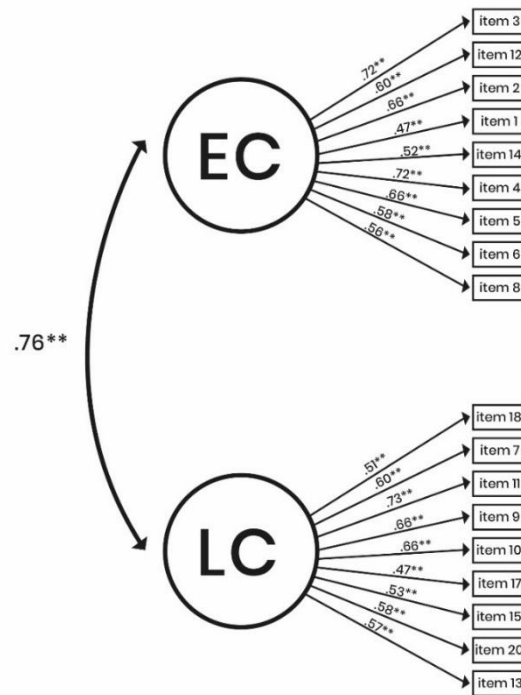 EC
.72** item 3
.60** item 12
.66** item 2
.47** item 1
.52** item 14
.72** item 4
.66** item 5
.58** item 6
.56** item 8
.76**
LC
.51** item 18
.60** item 7
.73** item 11
.66** item 9
.66** item 10
.47** item 17
.53** item 15
.58** item 20
.57** item 13